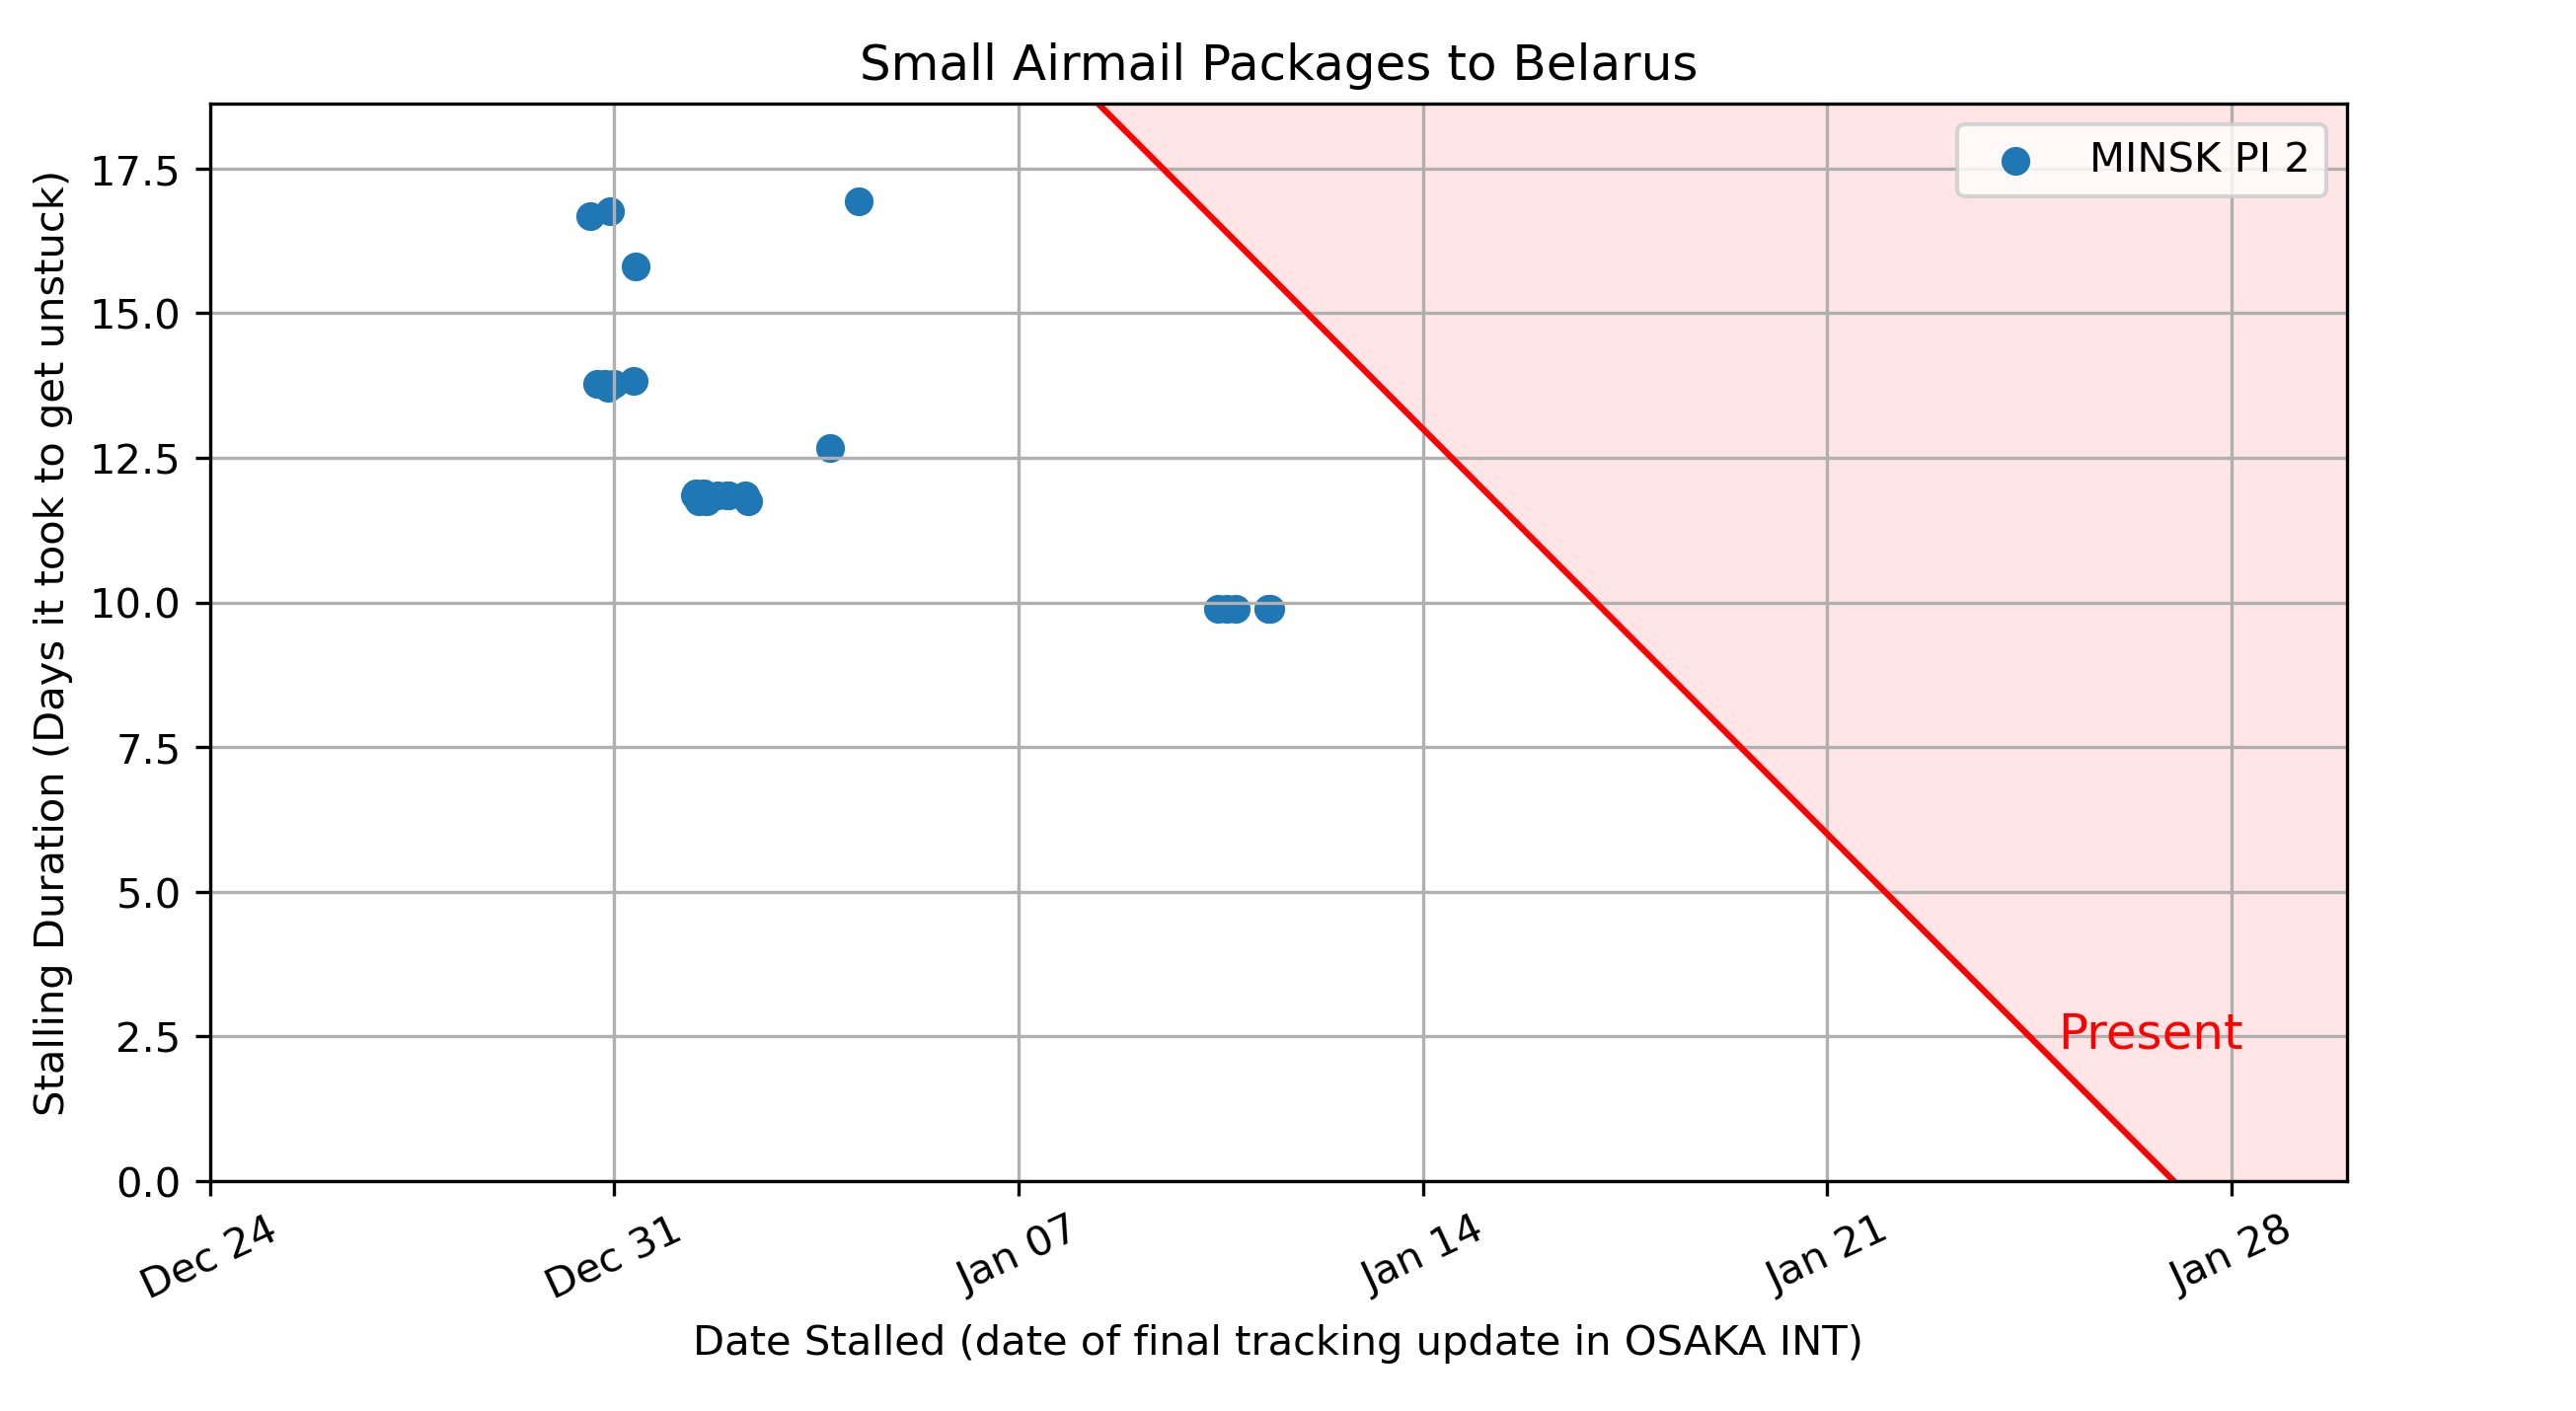 Small Airmail Packages to Belarus
MINSK PI 2
Stalling Duration (Days it took to get unstuck)
17.5
15.0
12.5
10.0
7.5
5.0
2.5
0.0
Present
Dec 24
Dec 31
Jan 07
Jan 14
Jan 21
Jan 28
Date Stalled (date of final tracking update in OSAKA INT)